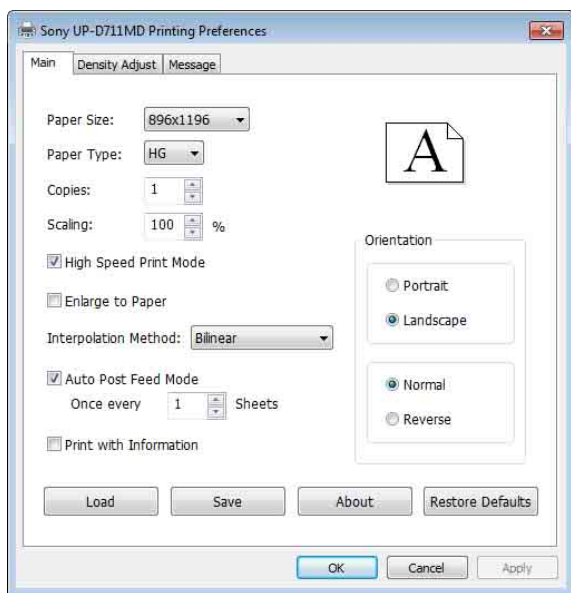 Sony UP-D711MD Printing Preferences
Main Density Adjust Message
Paper Size: 896x1196
Paper Type: HG
Copies: 1
Scaling: 100 %
High Speed Print Mode
Enlarge to Paper
Interpolation Method: Bilinear
Auto Post Feed Mode
Once every 1 Sheets
Print with Information
A
Orientation
Portrait
Landscape
Normal
Reverse
Load Save About Restore Defaults
OK Cancel Apply